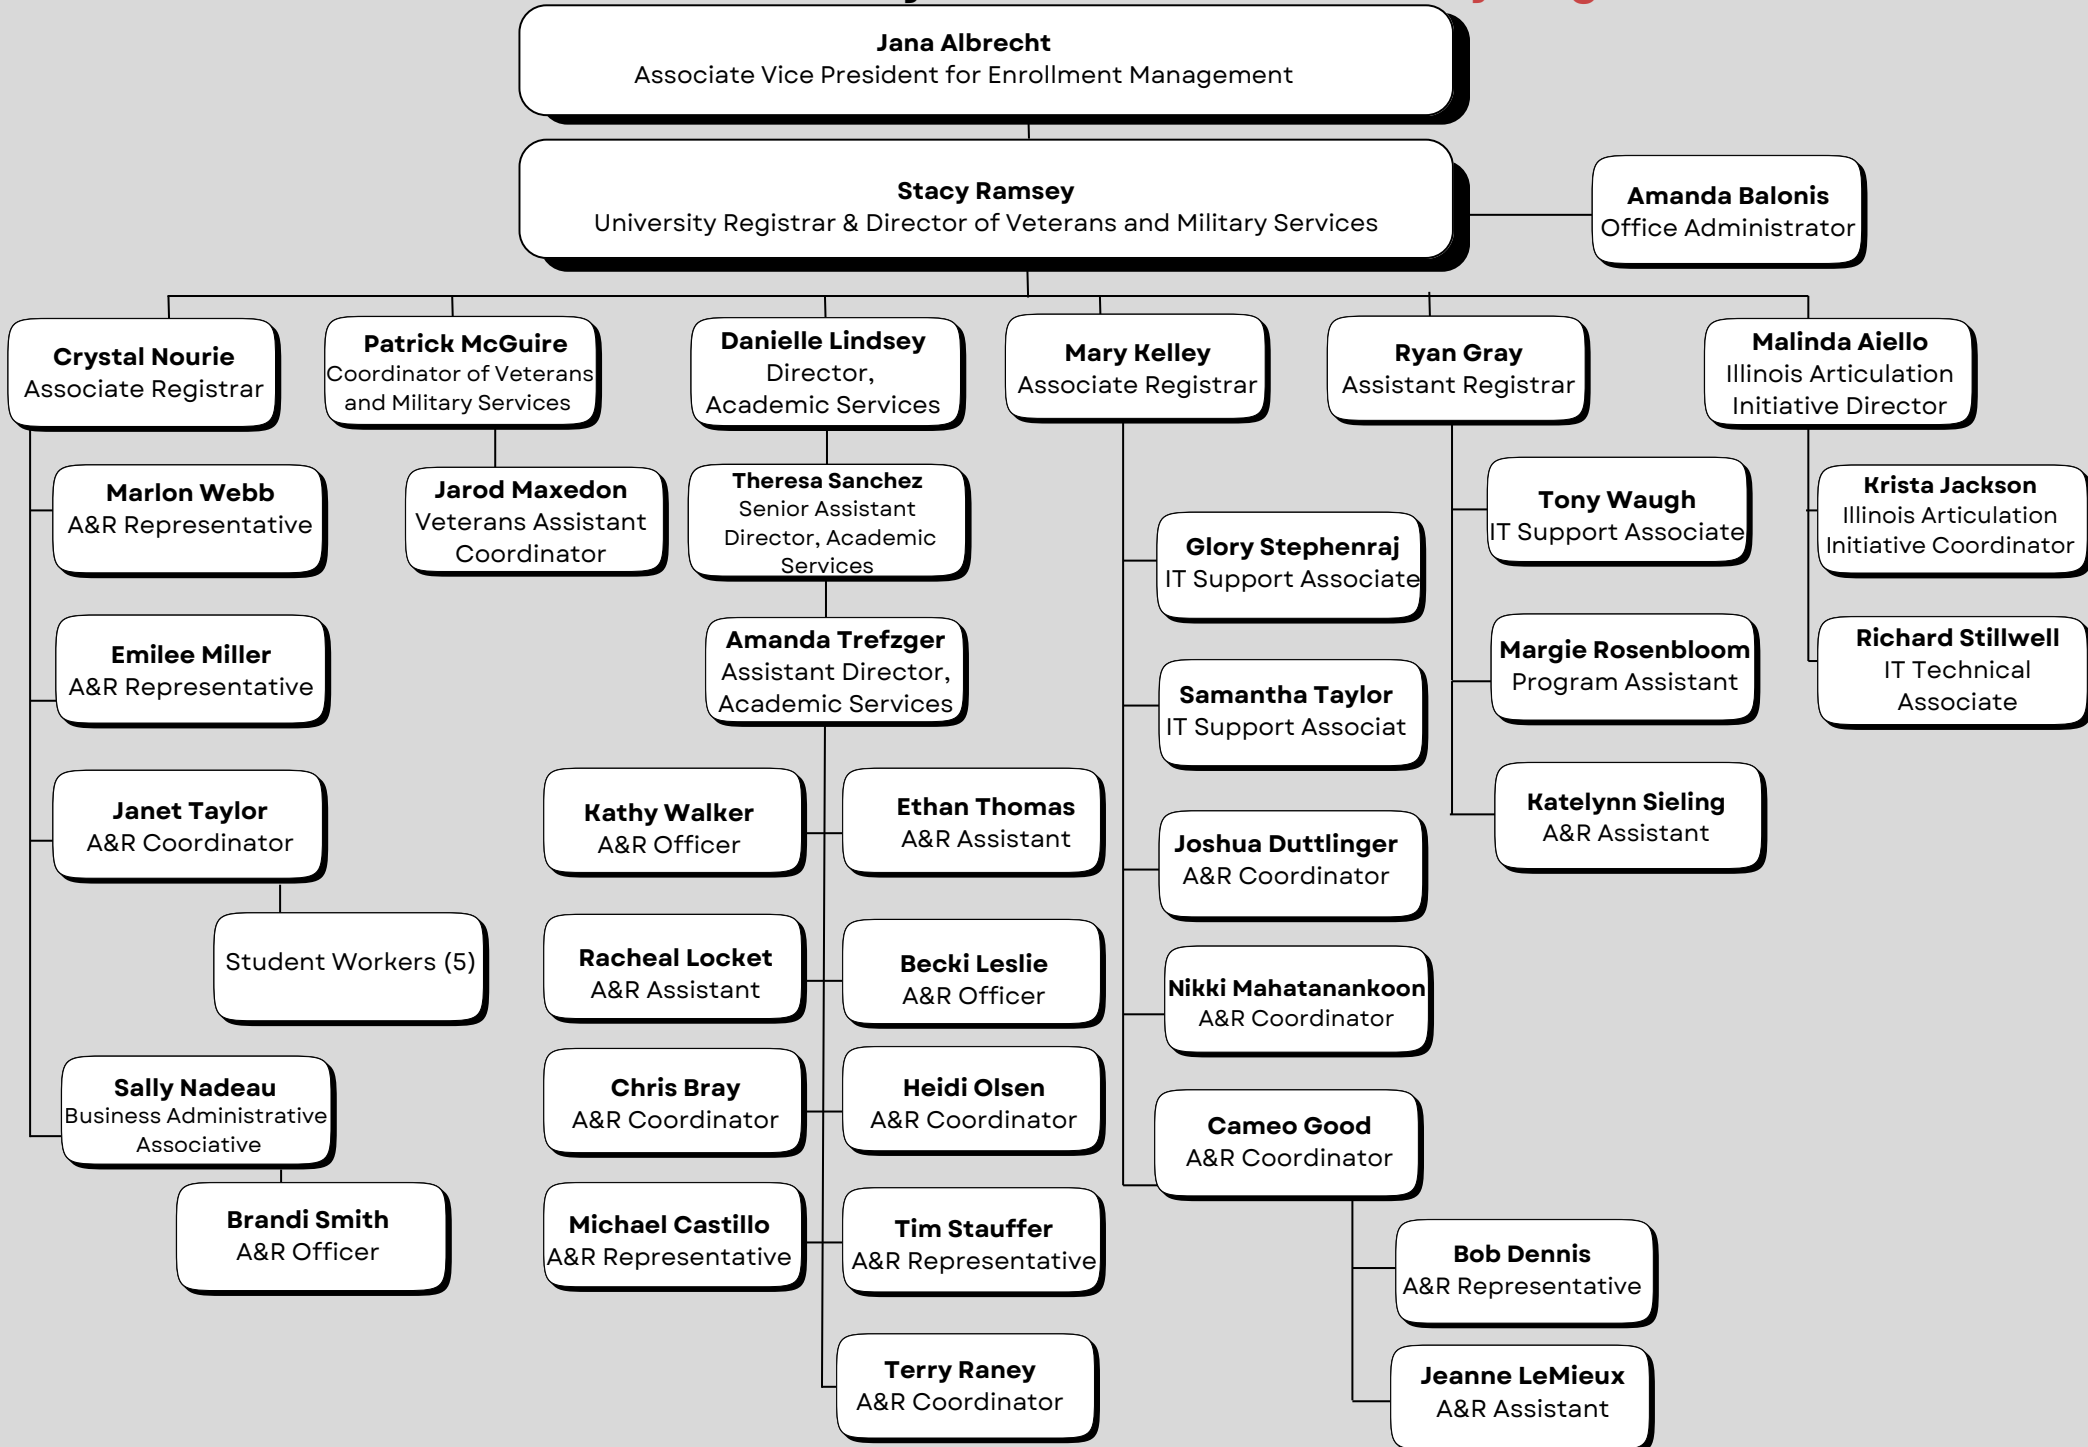 Jana Albrecht
Associate Vice President for Enrollment Management
Stacy Ramsey
University Registrar & Director of Veterans and Military Services
Amanda Balonis
Office Administrator
Crystal Nourie
Associate Registrar
Patrick McGuire
Coordinator of Veterans
and Military Services
Danielle Lindsey
Director,
Academic Services
Mary Kelley
Associate Registrar
Ryan Gray
Assistant Registrar
Malinda Aiello
Illinois Articulation
Initiative Director
Marlon Webb
A&R Representative
Emilee Miller
A&R Representative
Janet Taylor
A&R Coordinator
Student Workers (5)
Sally Nadeau
Business Administrative
Associative
Brandi Smith
A&R Officer
Jarod Maxedon
Veterans Assistant
Coordinator
Theresa Sanchez
Senior Assistant
Director, Academic
Services
Amanda Trefzger
Assistant Director,
Academic Services
Kathy Walker
A&R Officer
Ethan Thomas
A&R Assistant
Racheal Locket
A&R Assistant
Becki Leslie
A&R Officer
Chris Bray
A&R Coordinator
Heidi Olsen
A&R Coordinator
Michael Castillo
A&R Representative
Tim Stauffer
A&R Representative
Terry Raney
A&R Coordinator
Glory Stephenraj
IT Support Associate
Samantha Taylor
IT Support Associat
Joshua Duttlinger
A&R Coordinator
Nikki Mahatanankoon
A&R Coordinator
Cameo Good
A&R Coordinator
Bob Dennis
A&R Representative
Jeanne LeMieux
A&R Assistant
Tony Waugh
IT Support Associate
Margie Rosenbloom
Program Assistant
Katelynn Sieling
A&R Assistant
Krista Jackson
Illinois Articulation
Initiative Coordinator
Richard Stillwell
IT Technical
Associate